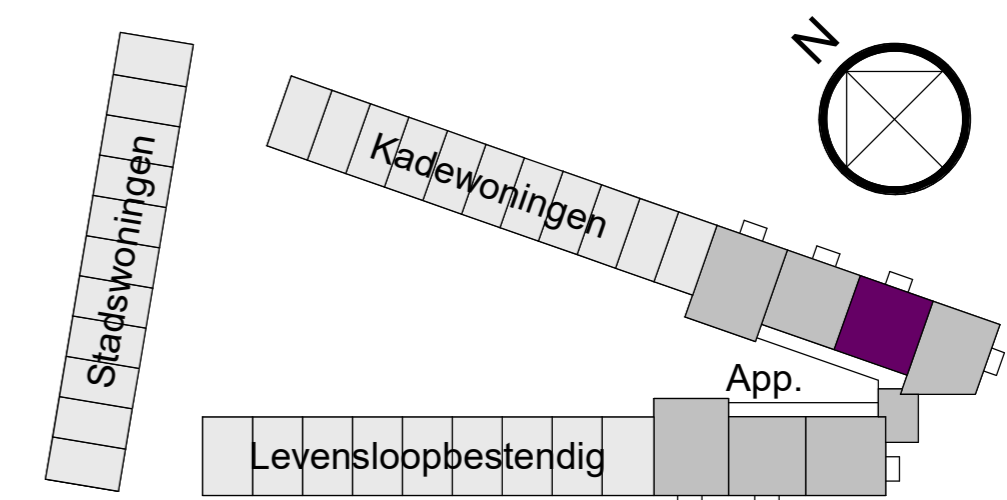 N
Stadswoningen
Kadewoningen
App.
Levensloopbestendig